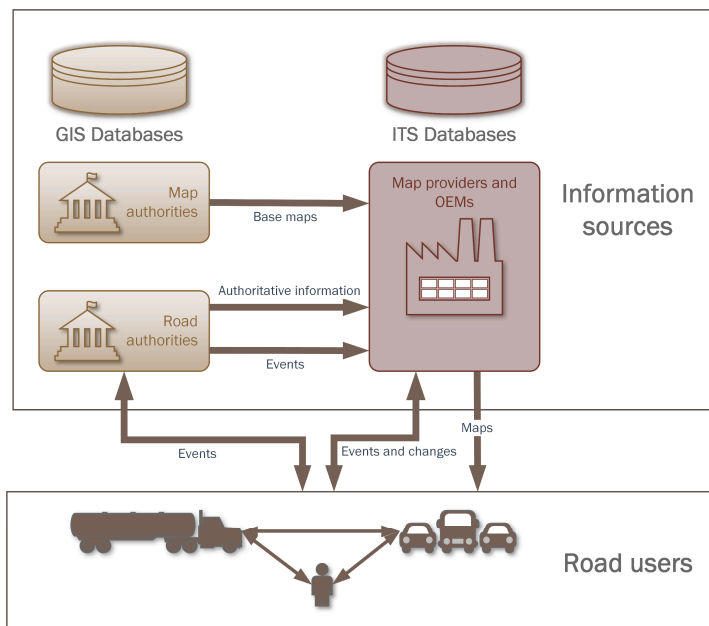 GIS Databases
ITS Databases
Map
authorities
Base maps
Map providers and
OEMs
Information
sources
Authoritative information
Road
authorities
Events
Maps
Events
Events and changes
Road users